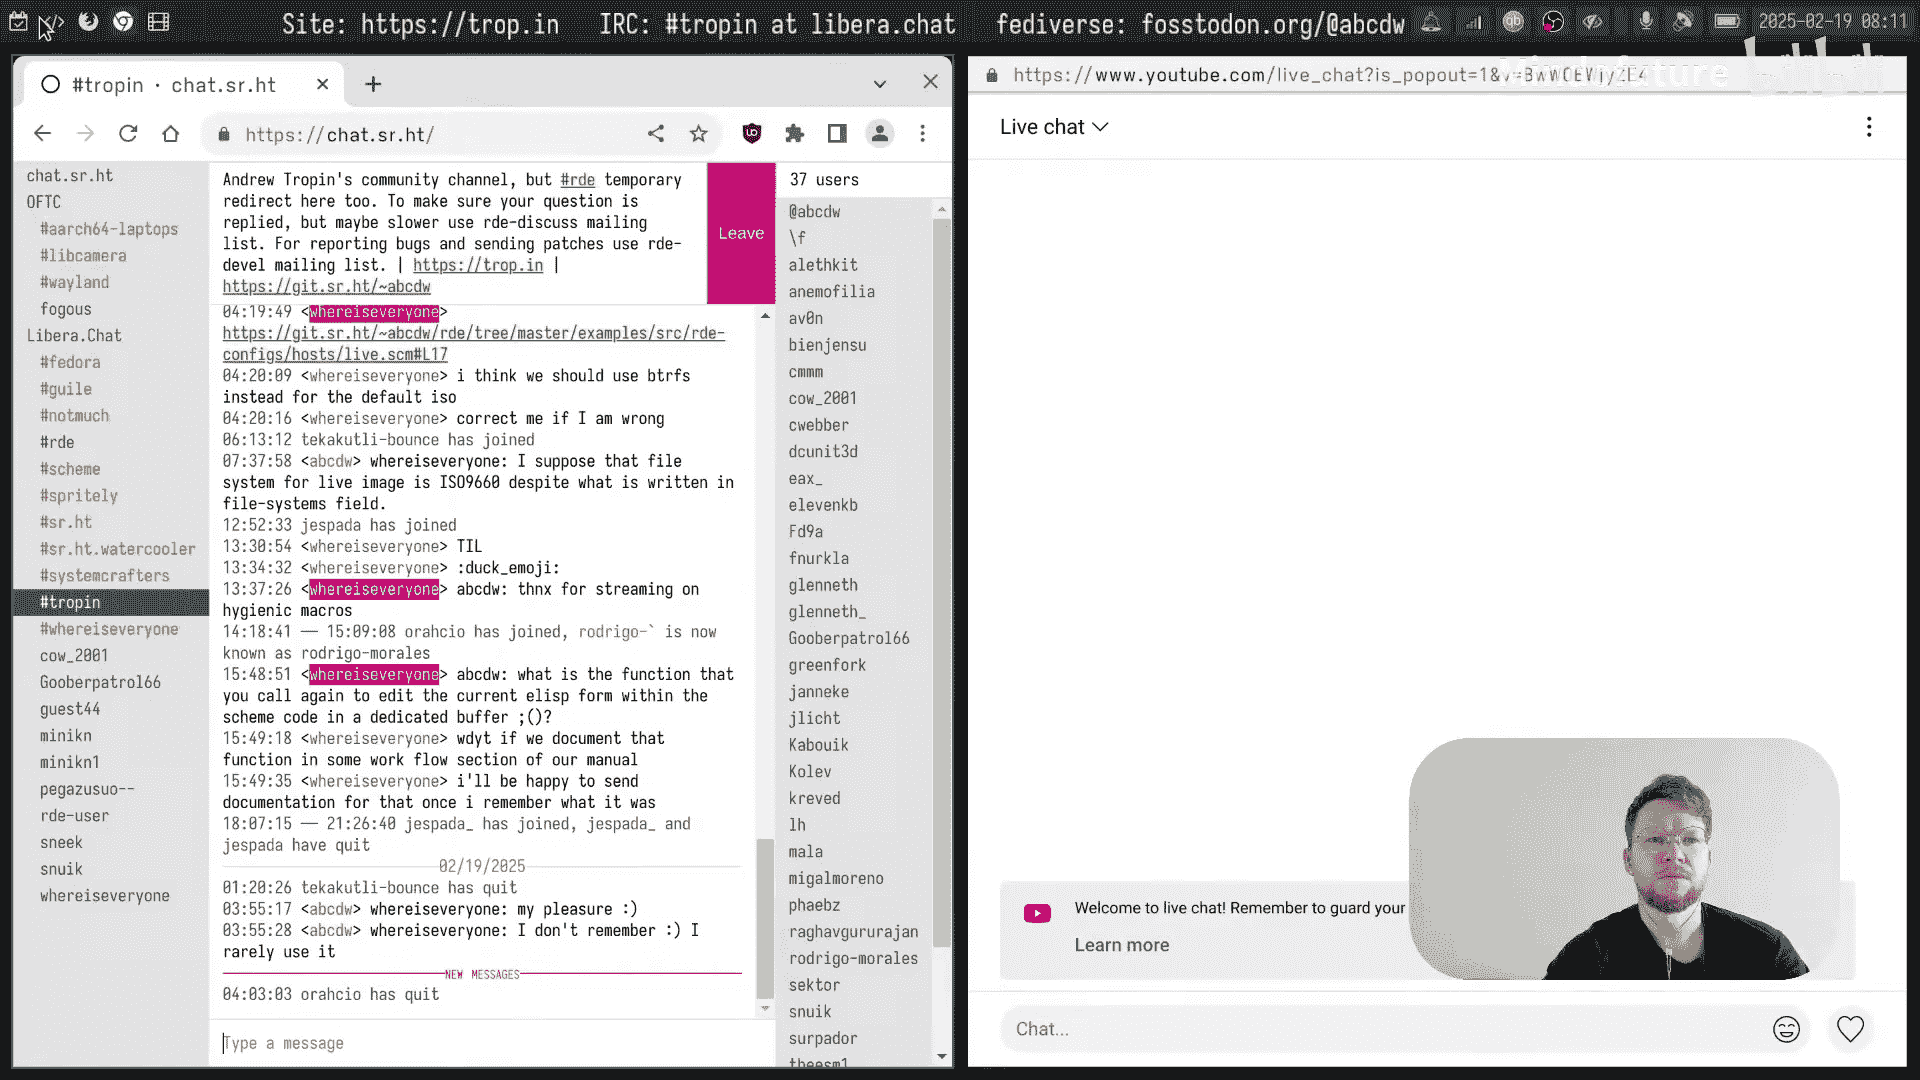 Site: https://trop.in   IRC: #tropin at libera.chat   fediverse: fosstodon.org/@abcdw
2025-02-19 08:11
#tropin · chat.sr.ht
https://chat.sr.ht/
chat.sr.ht
OFTC
#aarch64-laptops
#libcamera
#wayland
fogous
Libera.Chat
#fedora
#guile
#notmuch
#rde
#scheme
#spritely
#sr.ht
#sr.ht.watercooler
#systemcrafters
#tropin
#whereiseveryone
cow_2001
Gooberpatrol66
guest44
minikn
minikn1
pegazusuo--
rde-user
sneek
snuik
whereiseveryone
Andrew Tropin's community channel, but #rde temporary
redirect here too. To make sure your question is
replied, but maybe slower use rde-discuss mailing
list. For reporting bugs and sending patches use rde-
devel mailing list. | https://trop.in |
https://git.sr.ht/~abcdw
Leave
04:19:49 <whereiseveryone>
https://git.sr.ht/~abcdw/rde/tree/master/examples/src/rde-
configs/hosts/live.scm#L17
04:20:09 <whereiseveryone> i think we should use btrfs
instead for the default iso
04:20:16 <whereiseveryone> correct me if I am wrong
06:13:12 tekakutli-bounce has joined
07:37:58 <abcdw> whereiseveryone: I suppose that file
system for live image is ISO9660 despite what is written in
file-systems field.
12:52:33 jespada has joined
13:30:54 <whereiseveryone> TIL
13:34:32 <whereiseveryone> :duck_emoji:
13:37:26 <whereiseveryone> abcdw: thnx for streaming on
hygienic macros
14:18:41 — 15:09:08 orahcio has joined, rodrigo-` is now
known as rodrigo-morales
15:48:51 <whereiseveryone> abcdw: what is the function that
you call again to edit the current elisp form within the
scheme code in a dedicated buffer ;()?
15:49:18 <whereiseveryone> wdyt if we document that
function in some work flow section of our manual
15:49:35 <whereiseveryone> i'll be happy to send
documentation for that once i remember what it was
18:07:15 — 21:26:40 jespada_ has joined, jespada_ and
jespada have quit
02/19/2025
01:20:26 tekakutli-bounce has quit
03:55:17 <abcdw> whereiseveryone: my pleasure :)
03:55:28 <abcdw> whereiseveryone: I don't remember :) I
rarely use it
NEW MESSAGES
04:03:03 orahcio has quit
Type a message
37 users
@abcdw
\f
alethkit
anemofilia
av0n
bienjensu
cmmm
cow_2001
cwebber
dcunit3d
eax_
elevenkb
Fd9a
fnurkla
glenneth
glenneth_
Gooberpatrol66
greenfork
janneke
jlicht
Kabouik
Kolev
kreved
lh
mala
migalmoreno
phaebz
raghavgururajan
rodrigo-morales
sektor
snuik
surpador
theesm1
https://www.youtube.com/live_chat?is_popout=1&
Live chat
Welcome to live chat! Remember to guard your
Learn more
Chat...